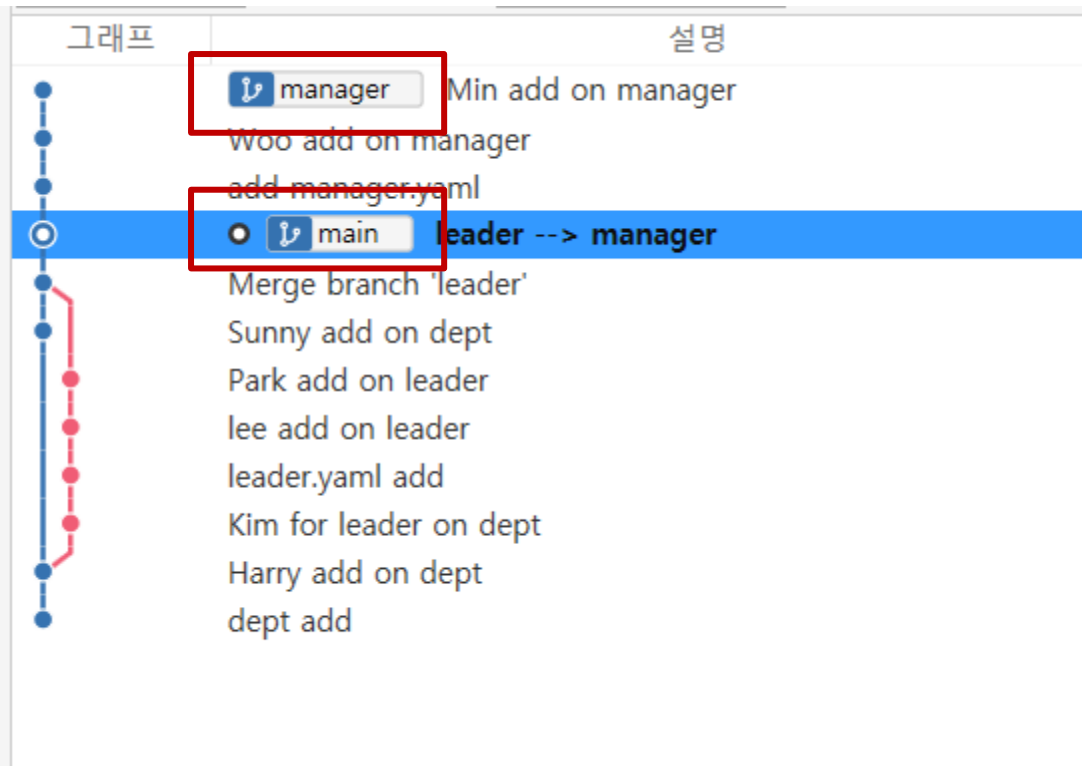 그래프 설명
manager Min add on manager
Woo add on manager
add manager.yaml
main leader --> manager
Merge branch 'leader'
Sunny add on dept
Park add on leader
lee add on leader
leader.yaml add
Kim for leader on dept
Harry add on dept
dept add